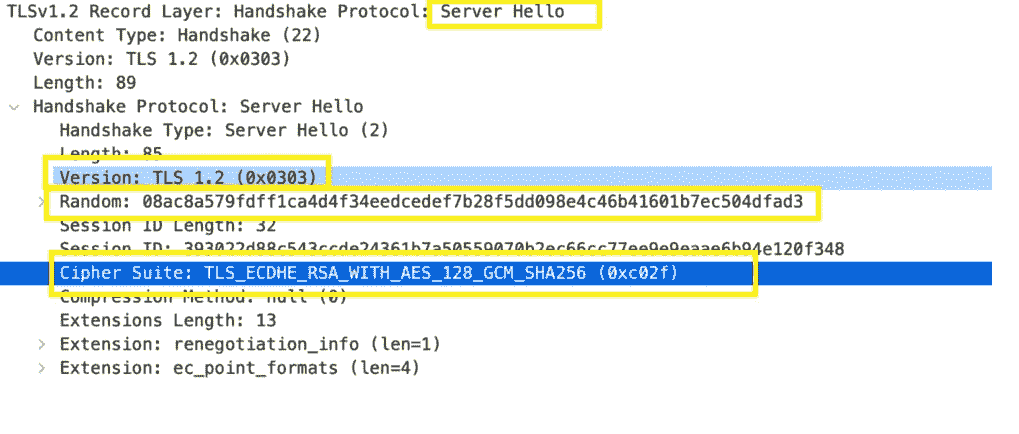 TLSv1.2 Record Layer: Handshake Protocol: Server Hello
Content Type: Handshake (22)
Version: TLS 1.2 (0x0303)
Length: 89
Handshake Protocol: Server Hello
Handshake Type: Server Hello (2)
Length: 85
Version: TLS 1.2 (0x0303)
Random: 08ac8a579fdff1ca4d4f34eedcedef7b28f5dd098e4c46b41601b7ec504dfad3
Session ID Length: 32
Session ID: 393022d88c543ccde24361b7a50559070b2ec66cc77ee9e9eaae6b94e120f348
Cipher Suite: TLS_ECDHE_RSA_WITH_AES_128_GCM_SHA256 (0xc02f)
Compression Method: null (0)
Extensions Length: 13
Extension: renegotiation_info (len=1)
Extension: ec_point_formats (len=4)